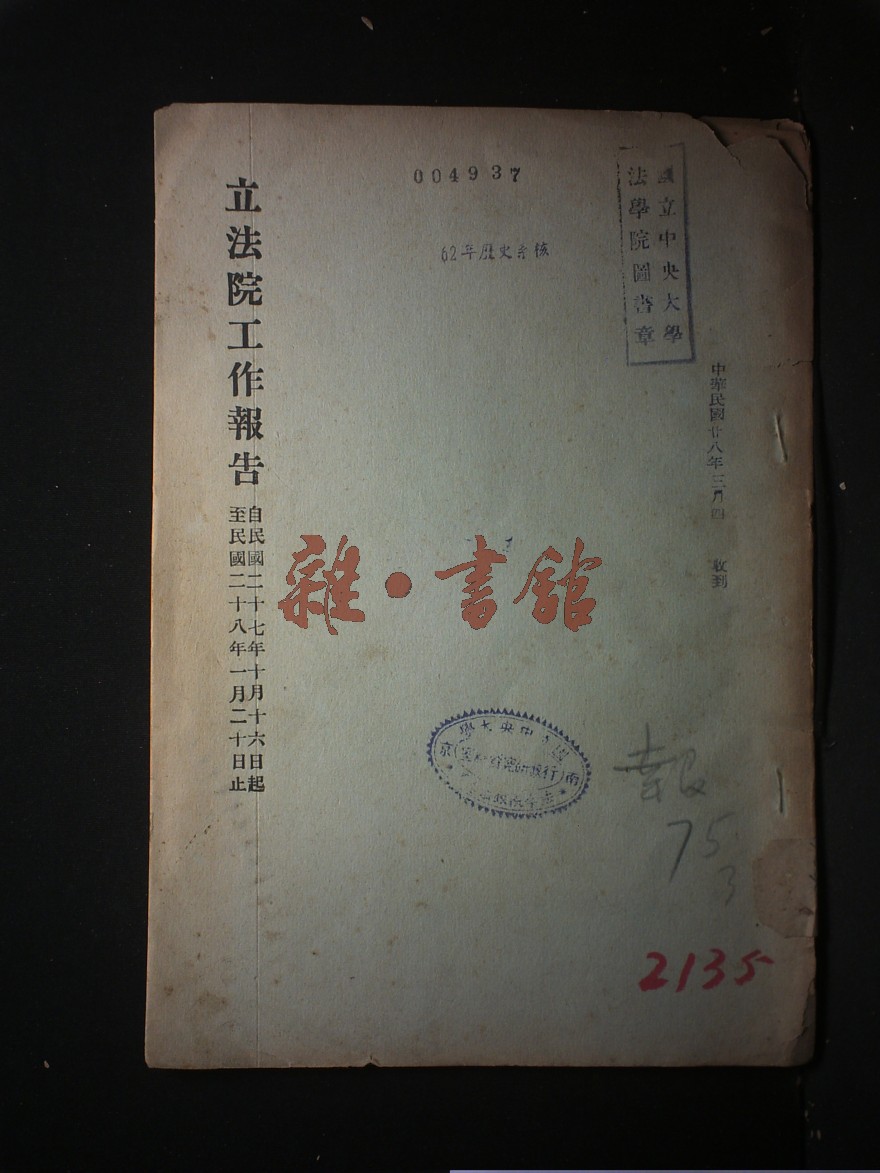 004937
62年歷史系核
國立中央大學
法學院圖書章
中華民國廿八年三月四 收到
立法院工作報告
自民國二十七年十月十六日起
至民國二十八年一月二十日止
雜·書館
報
75
3
2135